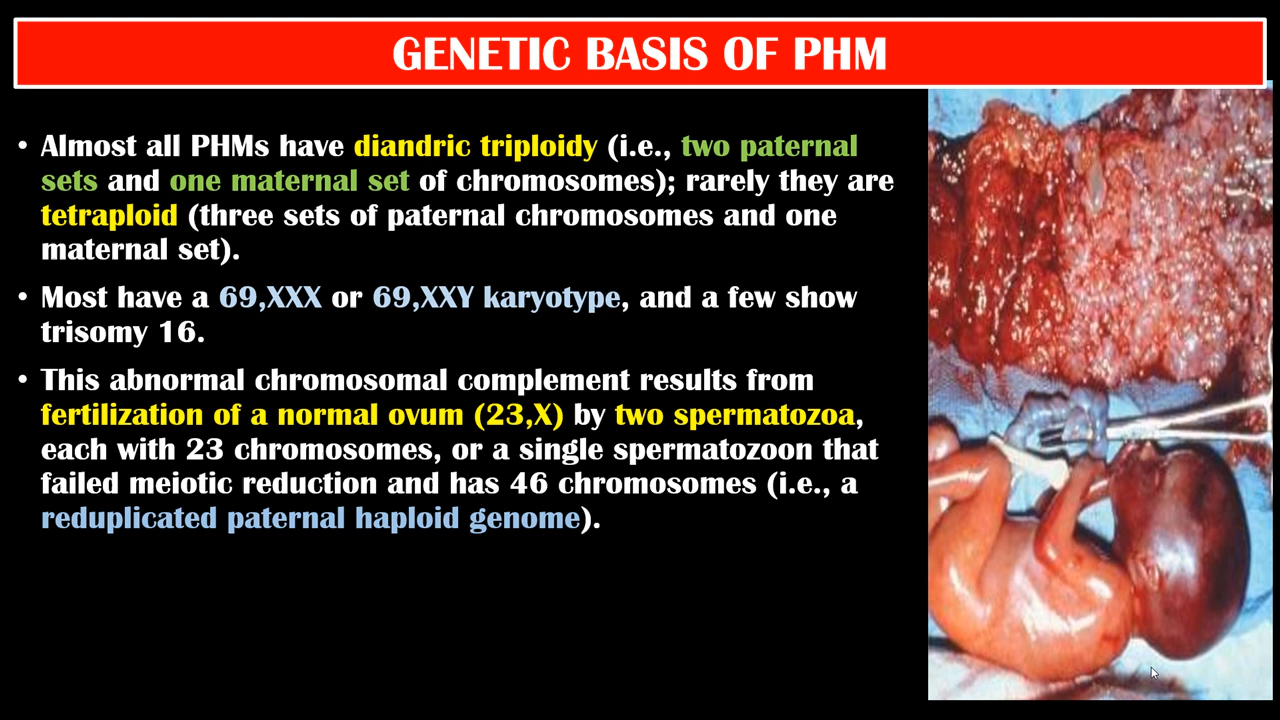 GENETIC BASIS OF PHM
• Almost all PHMs have diandric triploidy (i.e., two paternal
sets and one maternal set of chromosomes); rarely they are
tetraploid (three sets of paternal chromosomes and one
maternal set).
• Most have a 69,XXX or 69,XXY karyotype, and a few show
trisomy 16.
• This abnormal chromosomal complement results from
fertilization of a normal ovum (23,X) by two spermatozoa,
each with 23 chromosomes, or a single spermatozoon that
failed meiotic reduction and has 46 chromosomes (i.e., a
reduplicated paternal haploid genome).